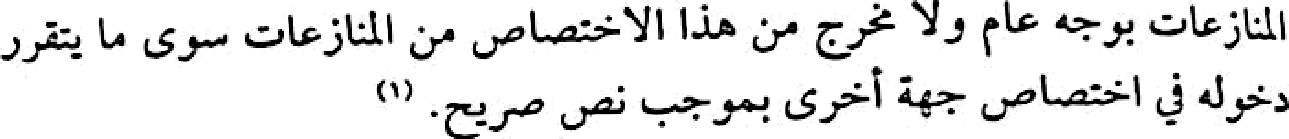 المنازعات بوجه عام ولا مخرج من هذا الاختصاص من المنازعات سوى ما يتقرر
دخوله في اختصاص جهة أخرى بموجب نص صريح. (١)